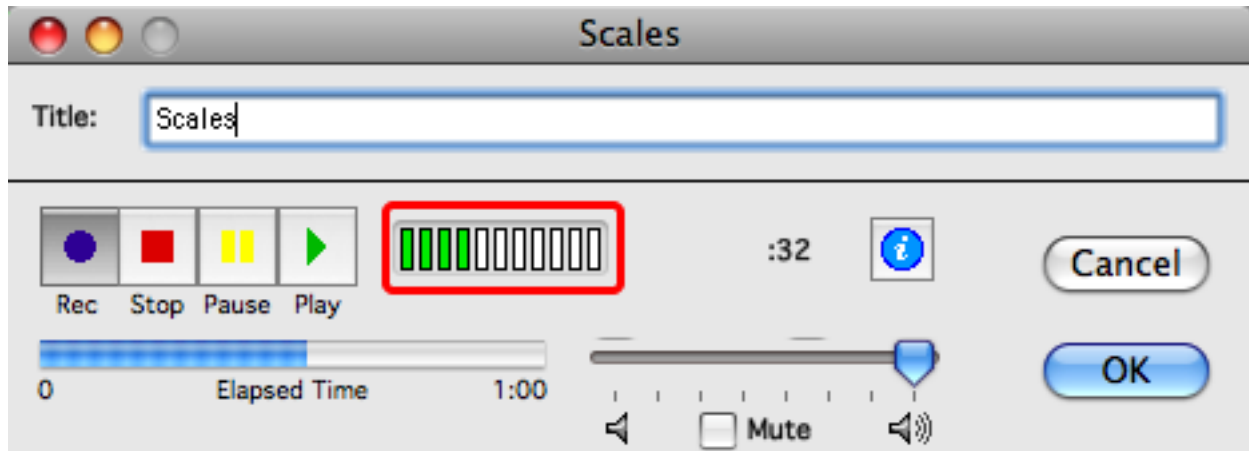 Scales
Title: Scales
:32
i
Cancel
Rec Stop Pause Play
0 Elapsed Time 1:00
OK
Mute